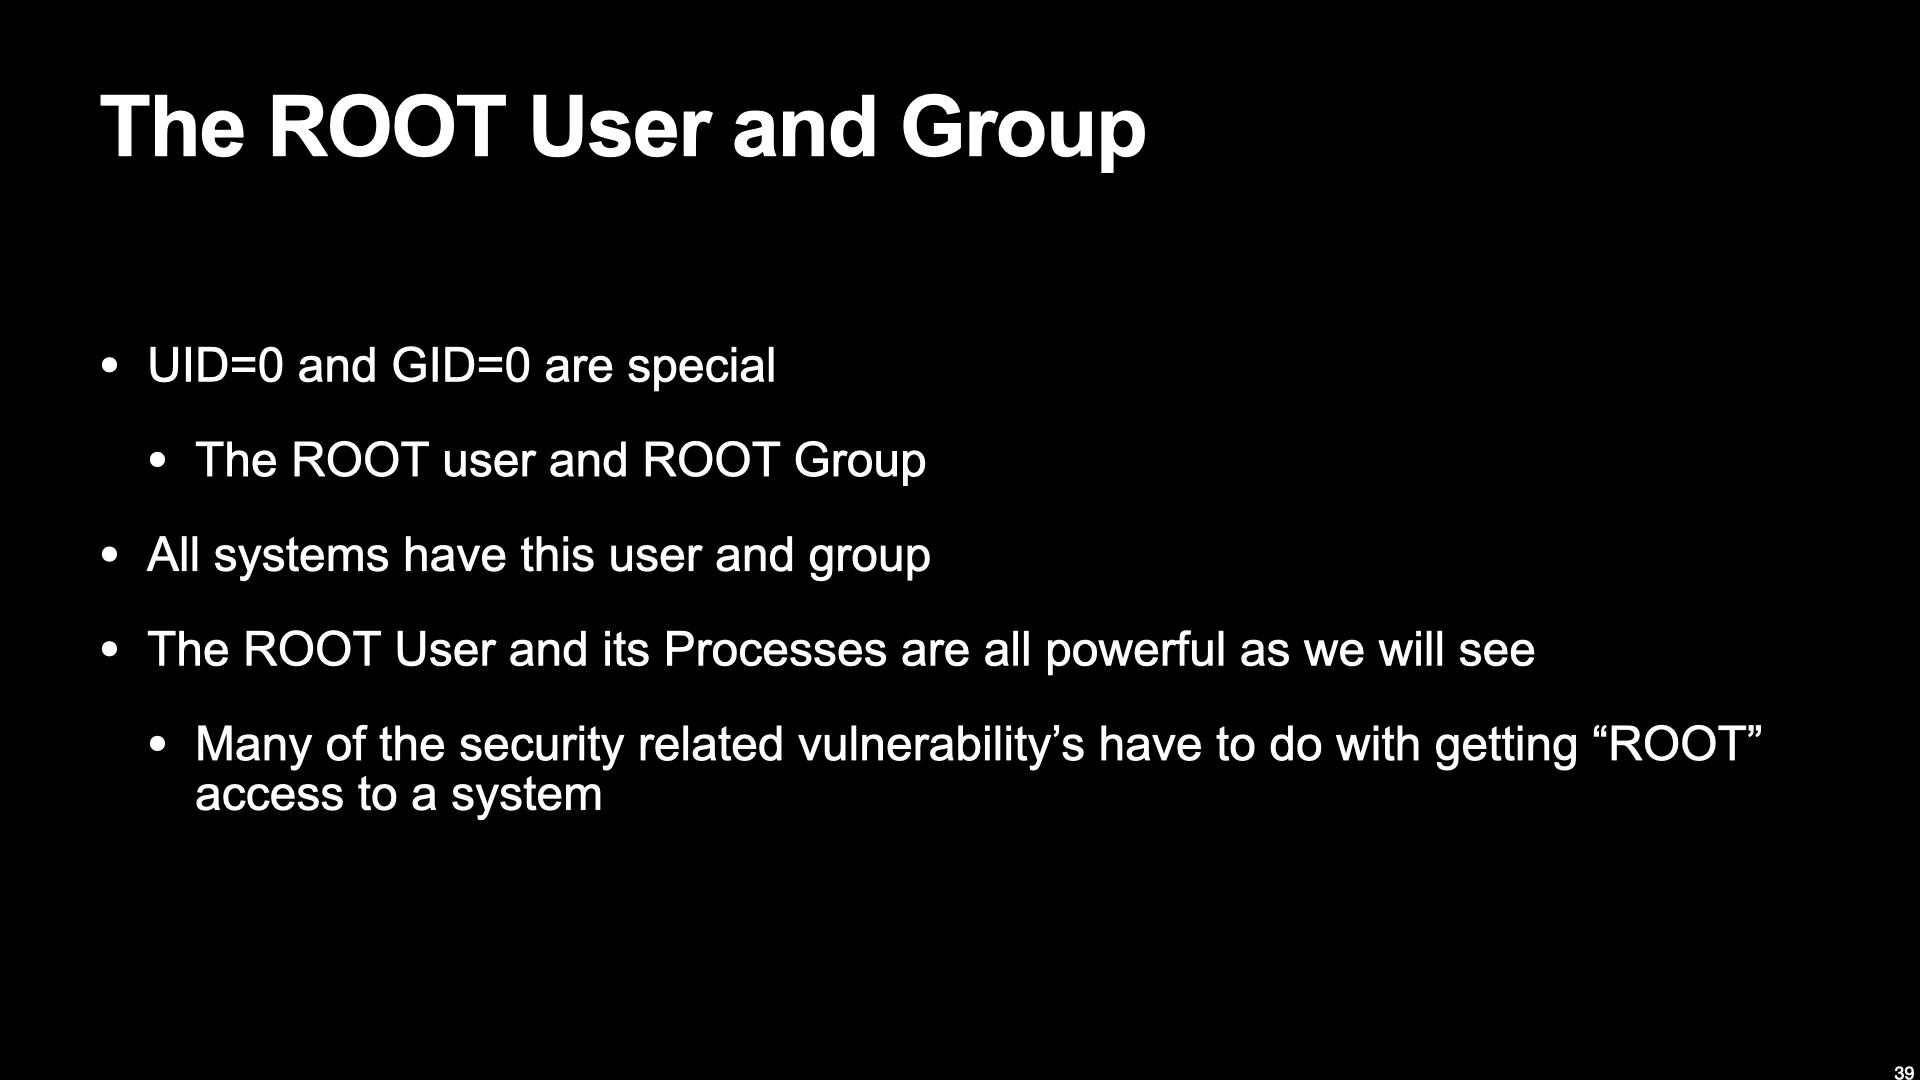 The ROOT User and Group
• UID=0 and GID=0 are special
• The ROOT user and ROOT Group
• All systems have this user and group
• The ROOT User and its Processes are all powerful as we will see
• Many of the security related vulnerability’s have to do with getting “ROOT”
access to a system
39